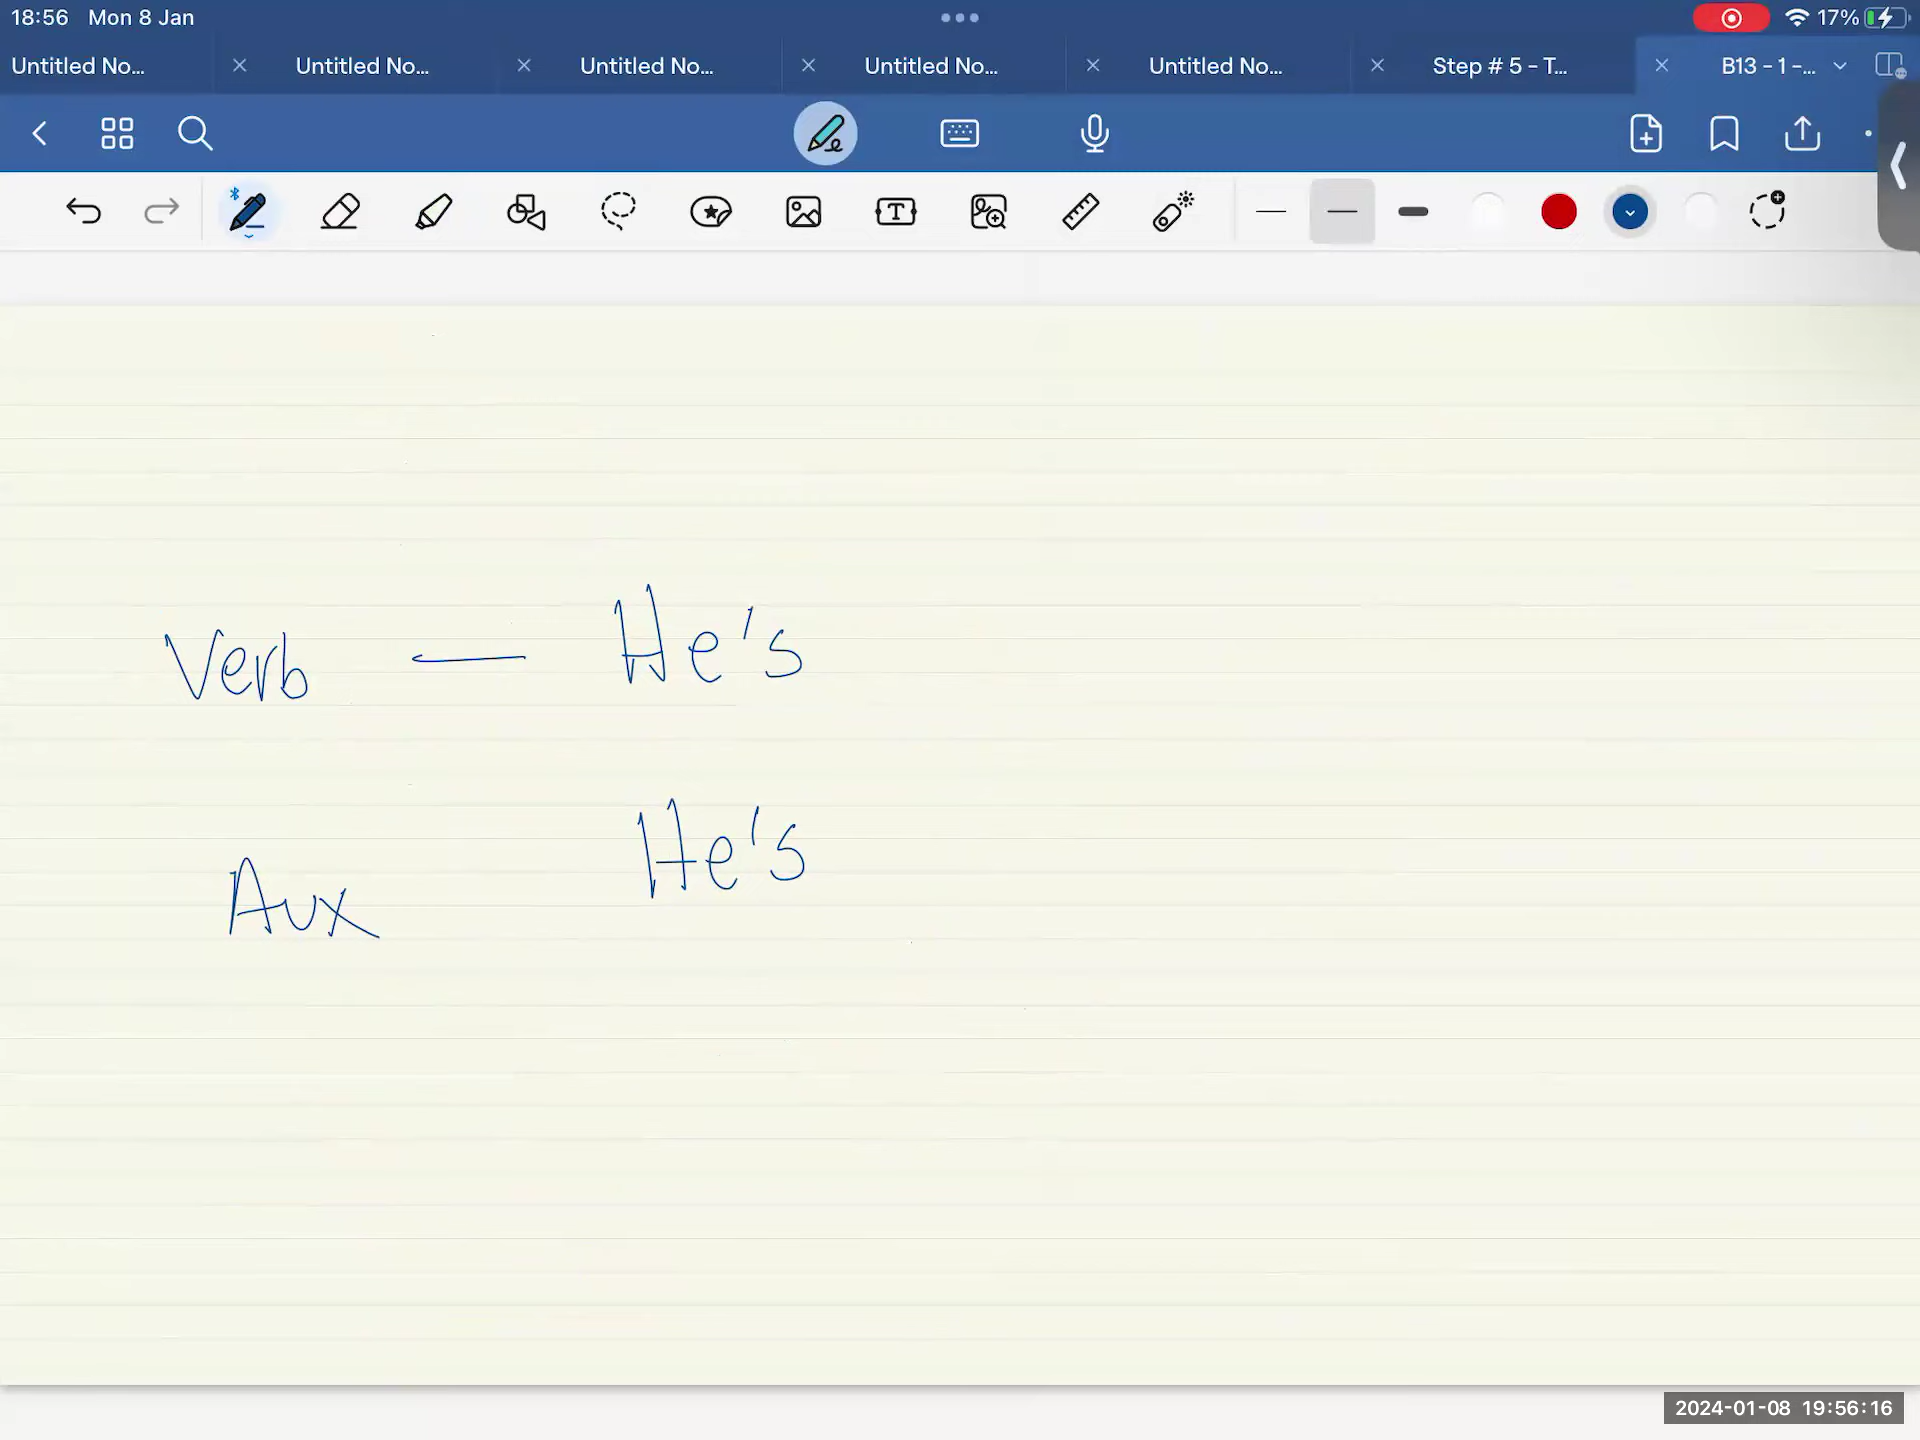 18:56 Mon 8 Jan 17%
Untitled No... Untitled No... Untitled No... Untitled No... Untitled No... Step # 5 - T... B13 - 1 -...
Verb — He's
Aux He's
2024-01-08 19:56:16